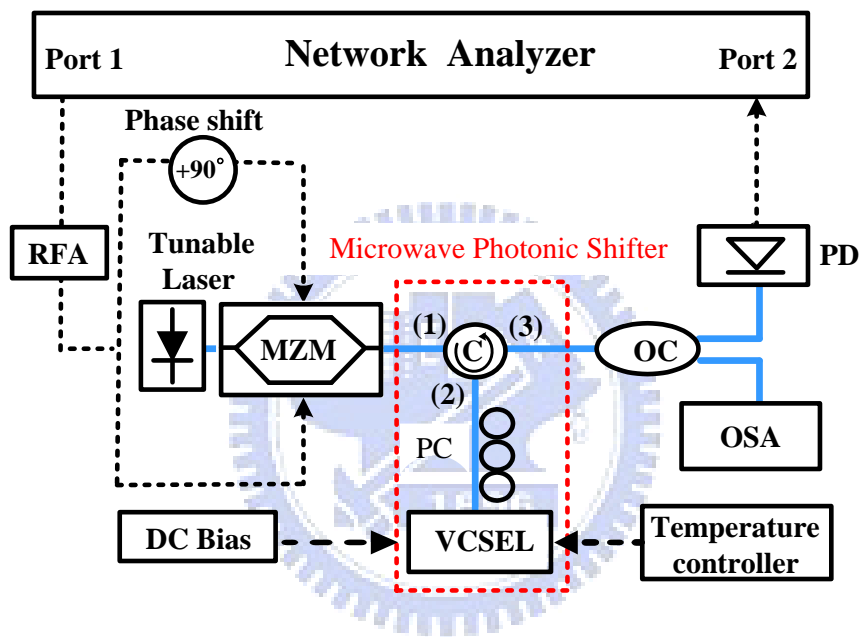 Network Analyzer
Port 1
Port 2
Phase shift
+90°
RFA
Tunable
Laser
Microwave Photonic Shifter
PD
MZM
(1)
C
(3)
(2)
OC
PC
OSA
DC Bias
VCSEL
Temperature
controller